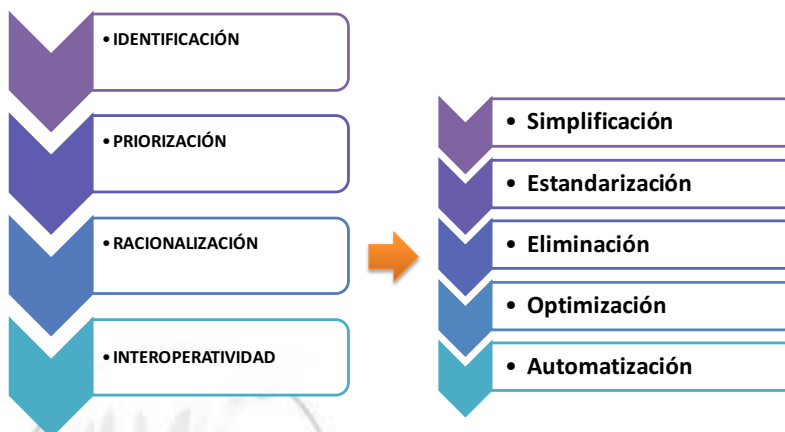 • IDENTIFICACIÓN
• PRIORIZACIÓN
• RACIONALIZACIÓN
• INTEROPERATIVIDAD
• Simplificación
• Estandarización
• Eliminación
• Optimización
• Automatización